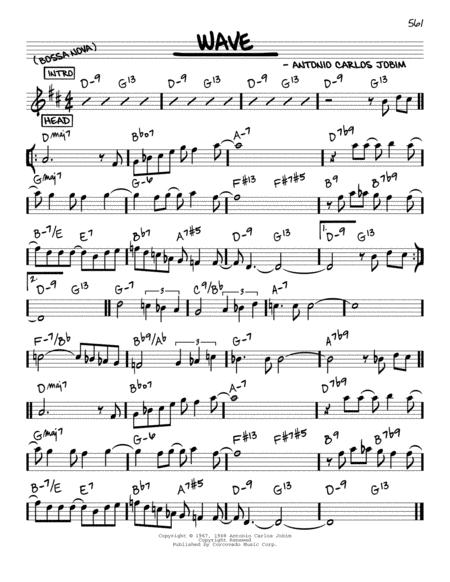 561
WAVE
(BOSSA NOVA)
- ANTONIO CARLOS JOBIM
INTRO D-9 G13 D-9 G13 D-9 G13
HEAD
Dmaj7 Bbo7 A-7 D7b9
Gmaj7 G-6 F#13 F#7#5 B9 B7b9
B-7/E E7 Bb7 A7#5 D-9 G13 1. D-9 G13
2. D-9 G13 G-7 C9/Bb A-7
F-7/Bb Bb9/Ab G-7 A7b9
Dmaj7 Bbo7 A-7 D7b9
Gmaj7 G-6 F#13 F#7#5 B9 B7b9
B-7/E E7 Bb7 A7#5 D-9 G13 D-9 G13
Copyright © 1967, 1968 Antonio Carlos Jobim
Copyright Renewed
Published by Corcovado Music Corp.